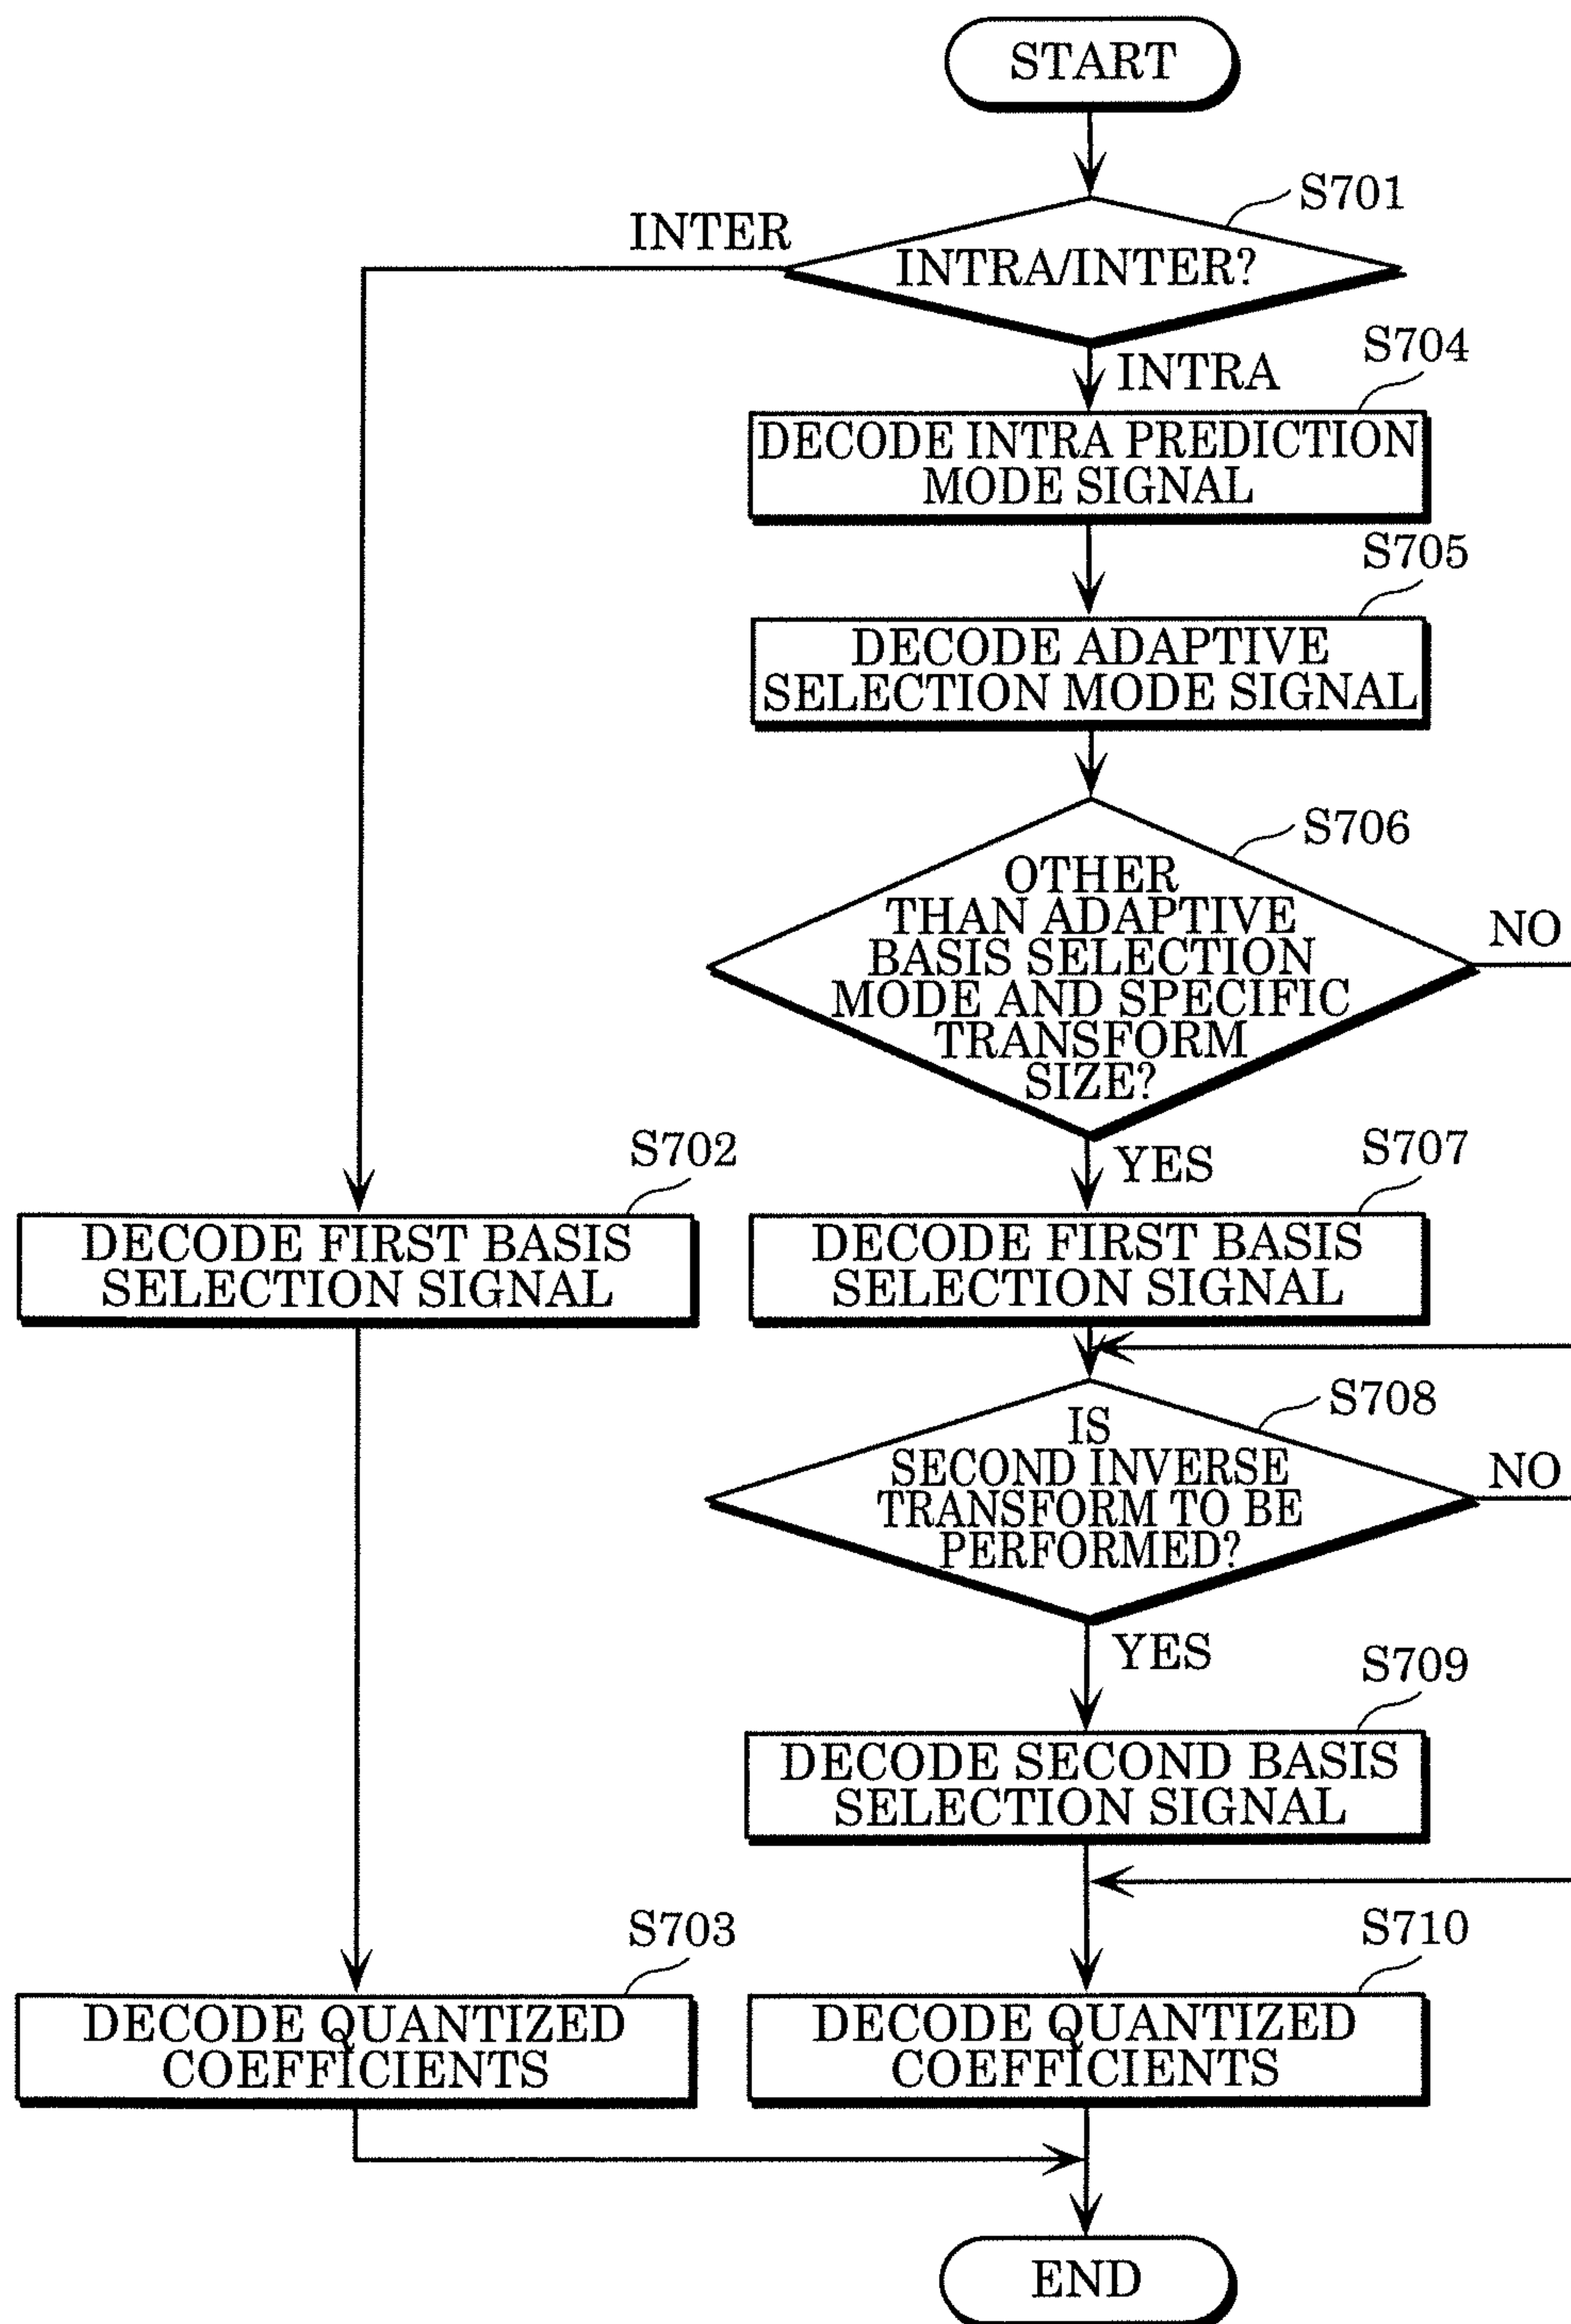 START
S701
INTER
INTRA/INTER?
S704
INTRA
DECODE INTRA PREDICTION
MODE SIGNAL
S705
DECODE ADAPTIVE
SELECTION MODE SIGNAL
S706
OTHER
THAN ADAPTIVE
BASIS SELECTION
MODE AND SPECIFIC
TRANSFORM
SIZE?
NO
YES
S702
S707
DECODE FIRST BASIS
SELECTION SIGNAL
DECODE FIRST BASIS
SELECTION SIGNAL
S708
IS
SECOND INVERSE
TRANSFORM TO BE
PERFORMED?
NO
YES
S709
DECODE SECOND BASIS
SELECTION SIGNAL
S703
S710
DECODE QUANTIZED
COEFFICIENTS
DECODE QUANTIZED
COEFFICIENTS
END